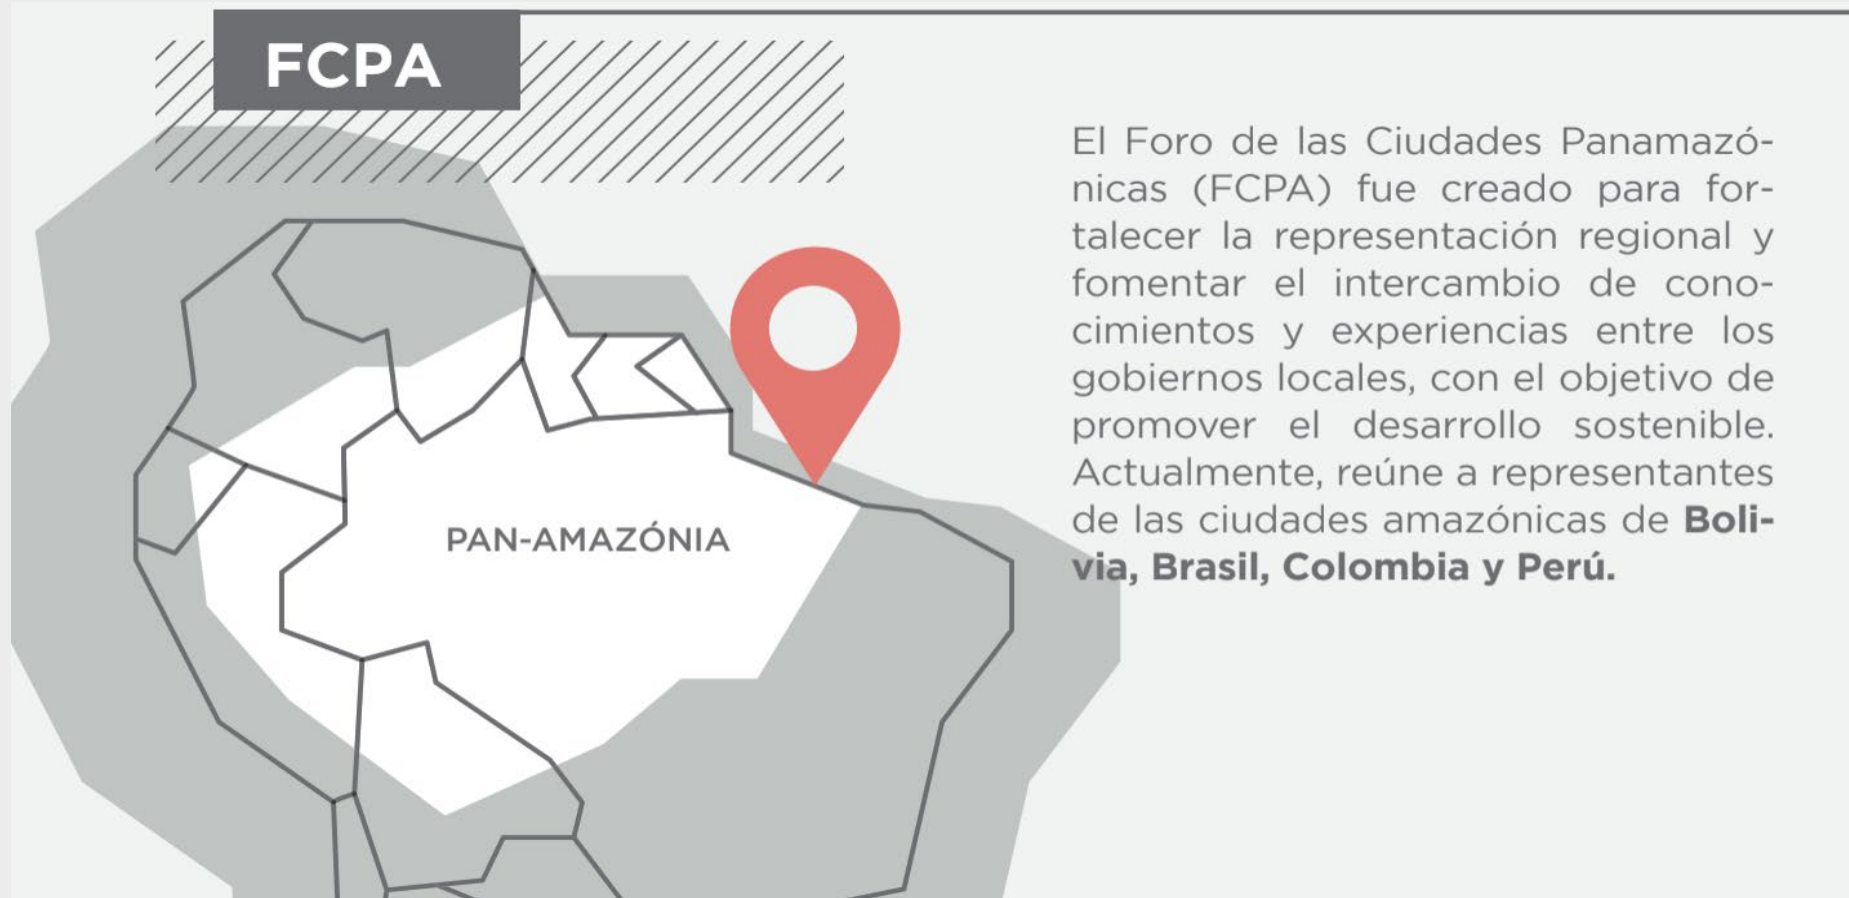 FCPA
El Foro de las Ciudades Panamazó-
nicas (FCPA) fue creado para for-
talecer la representación regional y
fomentar el intercambio de cono-
cimientos y experiencias entre los
gobiernos locales, con el objetivo de
promover el desarrollo sostenible.
Actualmente, reúne a representantes
de las ciudades amazónicas de Boli-
via, Brasil, Colombia y Perú.
PAN-AMAZÓNIA